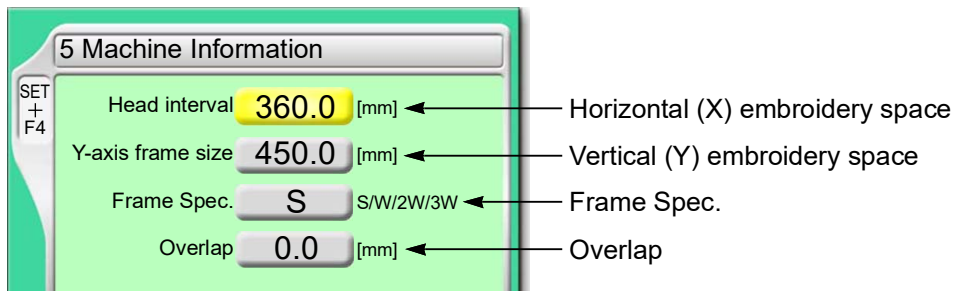 5 Machine Information
SET
+
F4
Head interval 360.0 [mm] Horizontal (X) embroidery space
Y-axis frame size 450.0 [mm] Vertical (Y) embroidery space
Frame Spec. S S/W/2W/3W Frame Spec.
Overlap 0.0 [mm] Overlap